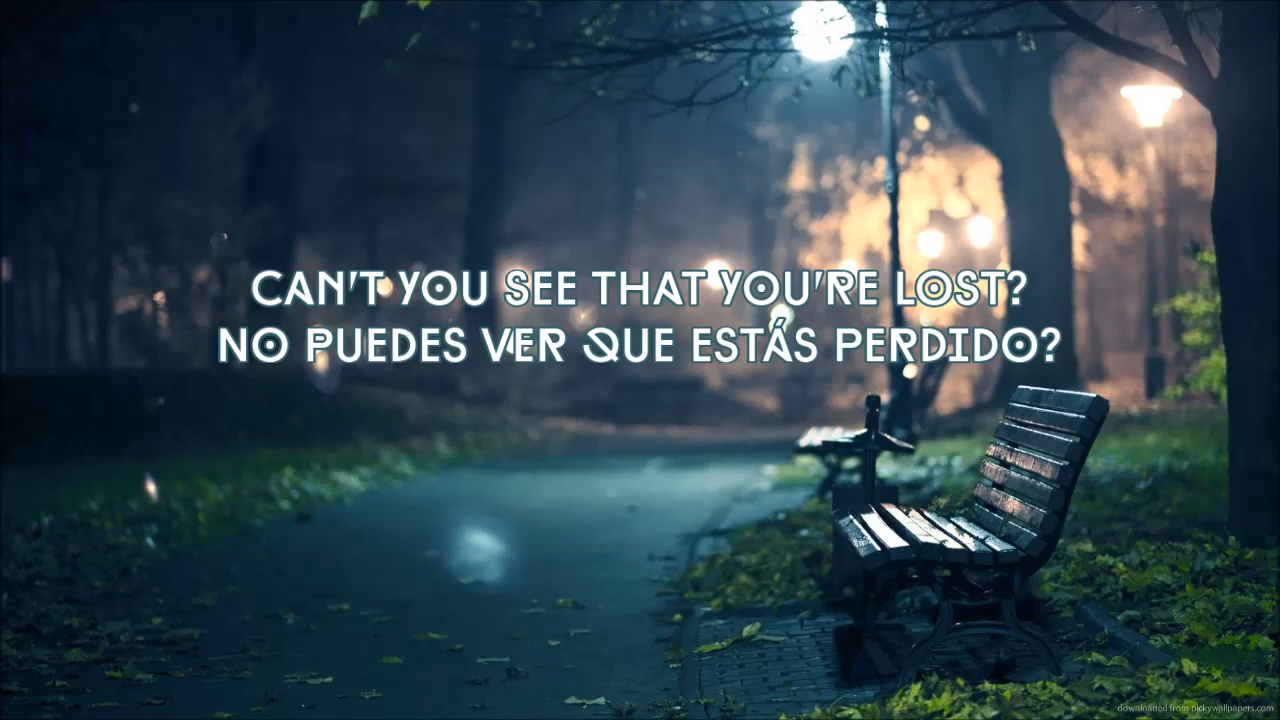 CAN'T YOU SEE THAT YOU'RE LOST?
NO PUEDES VER QUE ESTÁS PERDIDO?
downloaded from pickywallpapers.com